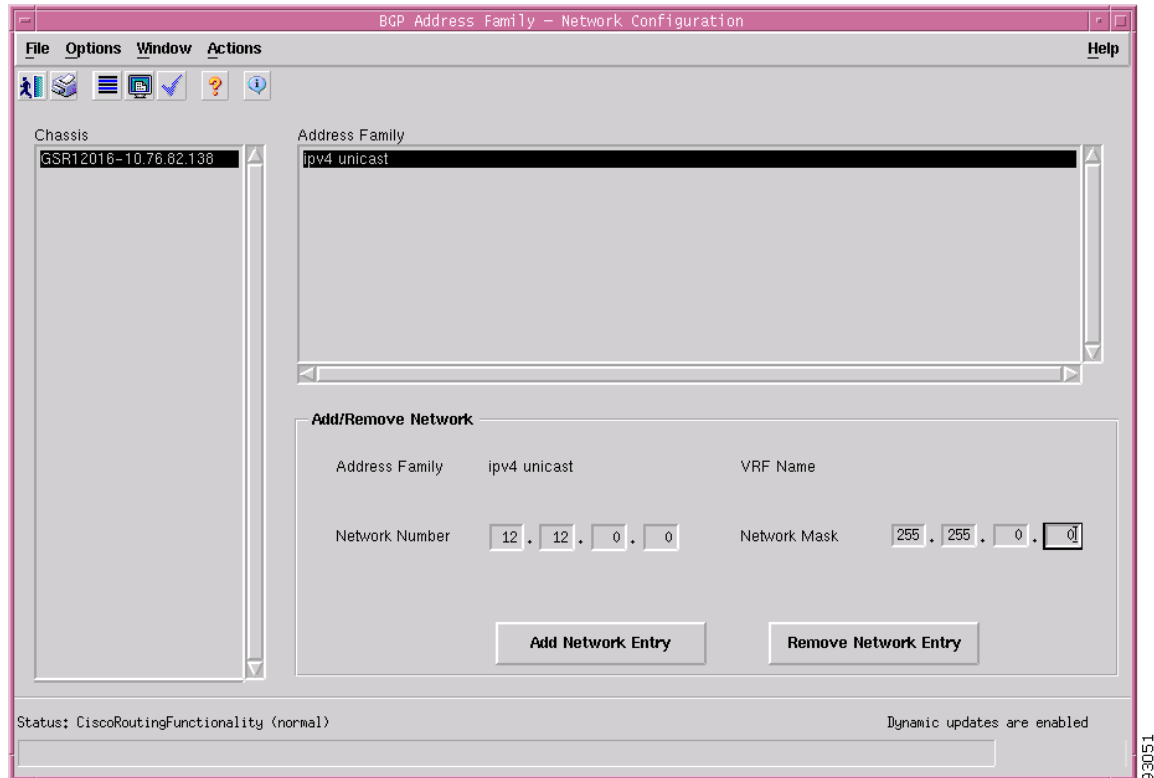 BGP Address Family – Network Configuration
File Options Window Actions Help
Chassis
GSR12016-10.76.82.138
Address Family
ipv4 unicast
Add/Remove Network
Address Family ipv4 unicast VRF Name
Network Number 12 . 12 . 0 . 0 Network Mask 255 . 255 . 0 . 0
Add Network Entry Remove Network Entry
Status: CiscoRoutingFunctionality (normal) Dynamic updates are enabled
93051